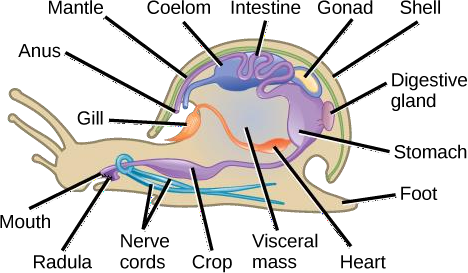 Mantle
Coelom
Intestine
Gonad
Shell
Anus
Digestive
gland
Gill
Stomach
Foot
Mouth
Radula
Nerve
cords
Crop
Visceral
mass
Heart